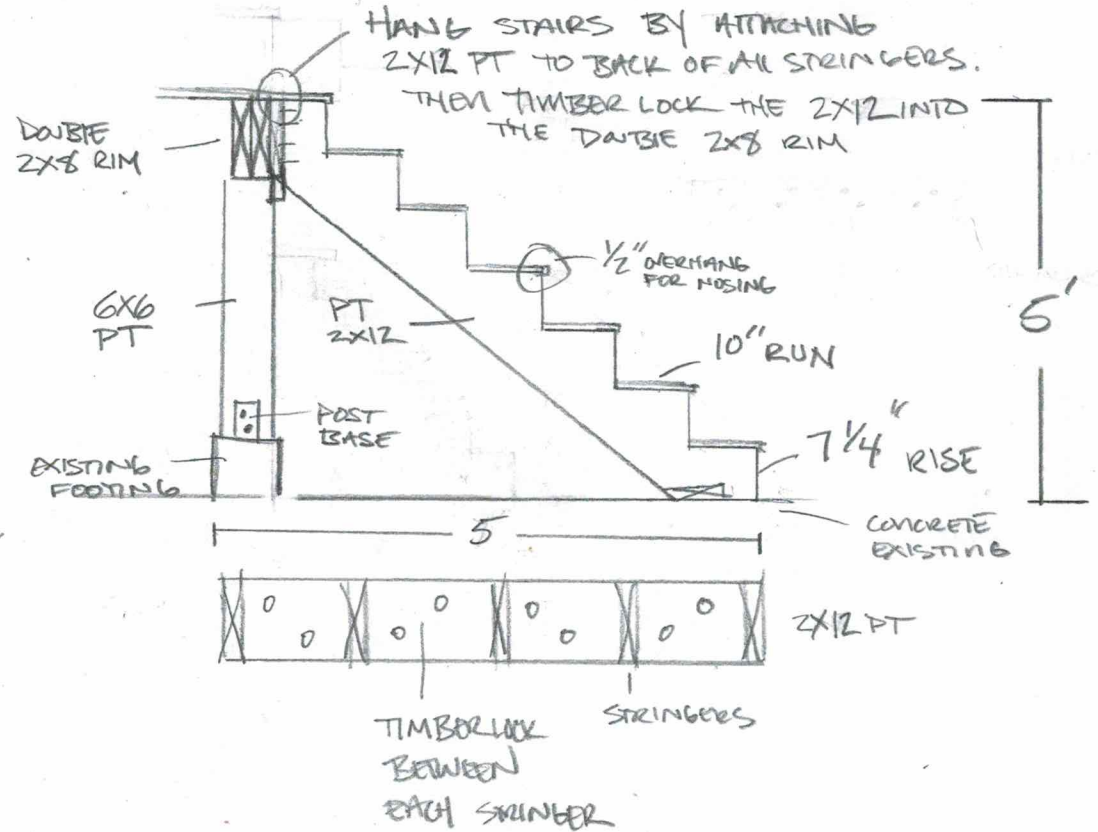 HANG STAIRS BY ATTACHING
2X12 PT TO BACK OF All STRINGERS.
THEN TIMBER LOCK THE 2X12 INTO
THE DOUBLE 2X8 RIM
DOUBLE
2X8 RIM
1/2" OVERHANG
FOR NOSING
6X6
PT
PT
2X12
5'
10" RUN
POST
BASE
7 1/4" RISE
EXISTING
FOOTING
CONCRETE
EXISTING
5
2X12 PT
TIMBERLOCK
BETWEEN
EACH STRINGER
STRINGERS